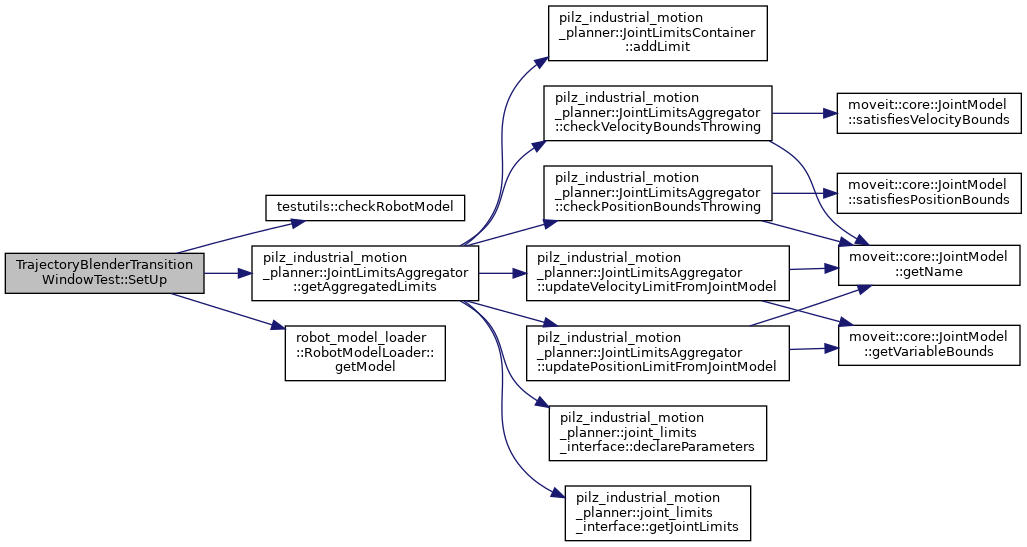 TrajectoryBlenderTransition
WindowTest::SetUp
testutils::checkRobotModel
pilz_industrial_motion
_planner::JointLimitsAggregator
::getAggregatedLimits
robot_model_loader
::RobotModelLoader::
getModel
pilz_industrial_motion
_planner::JointLimitsContainer
::addLimit
pilz_industrial_motion
_planner::JointLimitsAggregator
::checkVelocityBoundsThrowing
pilz_industrial_motion
_planner::JointLimitsAggregator
::checkPositionBoundsThrowing
pilz_industrial_motion
_planner::JointLimitsAggregator
::updateVelocityLimitFromJointModel
pilz_industrial_motion
_planner::JointLimitsAggregator
::updatePositionLimitFromJointModel
pilz_industrial_motion
_planner::joint_limits
_interface::declareParameters
pilz_industrial_motion
_planner::joint_limits
_interface::getJointLimits
moveit::core::JointModel
::satisfiesVelocityBounds
moveit::core::JointModel
::satisfiesPositionBounds
moveit::core::JointModel
::getName
moveit::core::JointModel
::getVariableBounds